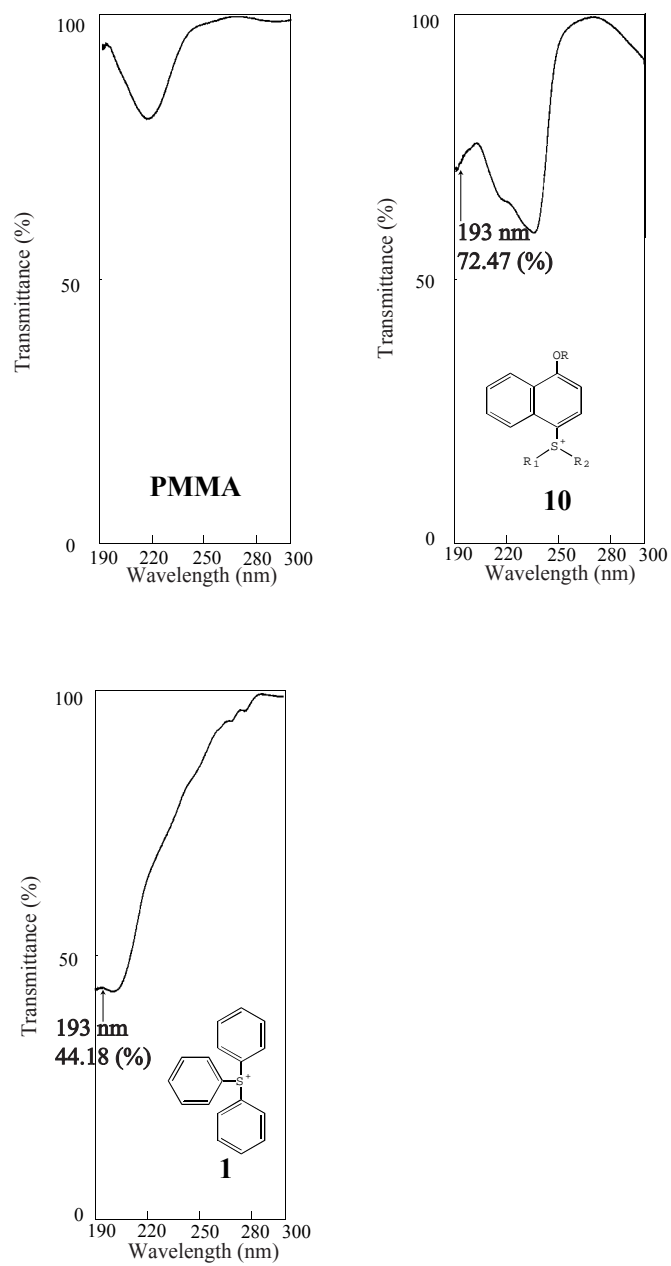 100
50
0
Transmittance (%)
PMMA
190 220 250 280 300
Wavelength (nm)
100
50
0
Transmittance (%)
193 nm
72.47 (%)
OR
S+
R1 R2
10
190 220 250 280 300
Wavelength (nm)
100
50
0
Transmittance (%)
193 nm
44.18 (%)
S+
1
190 220 250 280 300
Wavelength (nm)